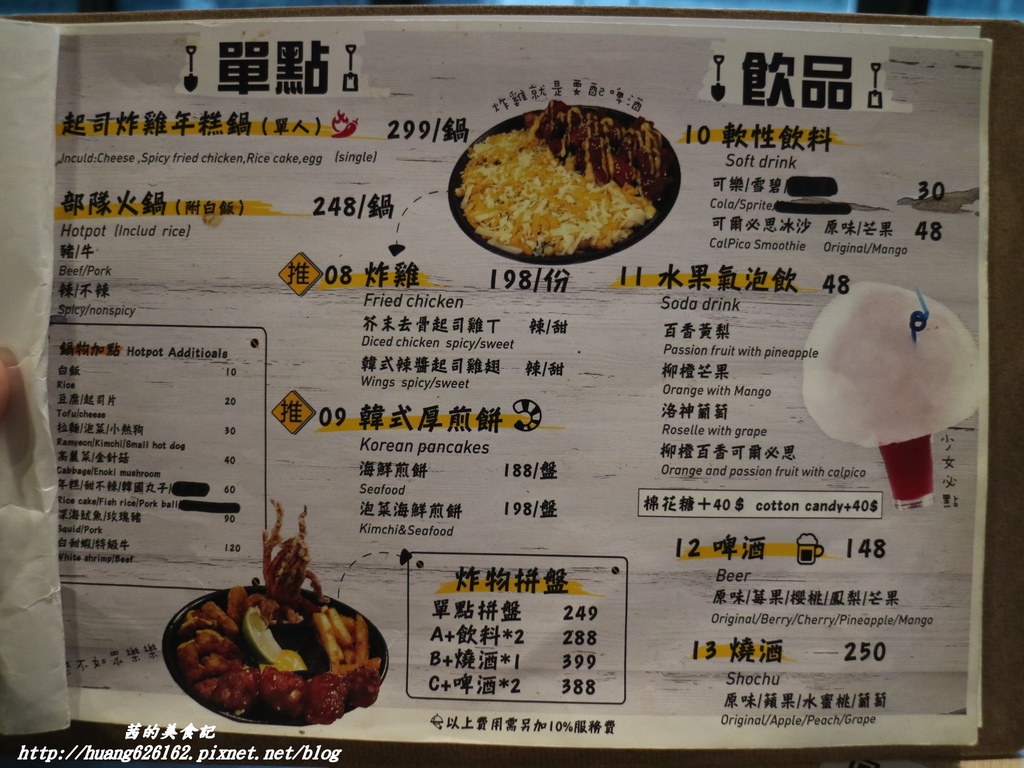 單點
起司炸雞年糕鍋(單人) 299/鍋
Inculd:Cheese ,Spicy fried chicken,Rice cake,egg (single)
部隊火鍋(附白飯) 248/鍋
Hotpot (Includ rice)
豬/牛
Beef/Pork
辣/不辣
Spicy/nonspicy
鍋物加點 Hotpot Additioals
白飯 10
Rice
豆腐/起司片 20
Tofu/cheese
拉麵/泡菜/小熱狗 30
Ramyeon/Kimchi/Small hot dog
高麗菜/金針菇 40
Cabbage/Enoki mushroom
年糕/甜不辣/韓國丸子/ 60
Rice cake/Fish rice/Pork ball
深海魷魚/玫瑰豬 90
Squid/Pork
白甜蝦/特級牛 120
White shrimp/Beef
炸雞就是要配啤酒
推 08 炸雞 198/份
Fried chicken
芥末去骨起司雞丁 辣/甜
Diced chicken spicy/sweet
韓式辣醬起司雞翅 辣/甜
Wings spicy/sweet
推 09 韓式厚煎餅
Korean pancakes
海鮮煎餅 188/盤
Seafood
泡菜海鮮煎餅 198/盤
Kimchi&Seafood
炸物拼盤
單點拼盤 249
A+飲料*2 288
B+燒酒*1 399
C+啤酒*2 388
以上費用需另加10%服務費
飲品
10 軟性飲料
Soft drink
可樂/雪碧/ 30
Cola/Sprite/
可爾必思冰沙 原味/芒果 48
CalPico Smoothie Original/Mango
11 水果氣泡飲 48
Soda drink
百香黃梨
Passion fruit with pineapple
柳橙芒果
Orange with Mango
洛神葡萄
Roselle with grape
柳橙百香可爾必思
Orange and passion fruit with calpico
少女必點
棉花糖+40$ cotton candy+40$
12 啤酒 148
Beer
原味/莓果/櫻桃/鳳梨/芒果
Original/Berry/Cherry/Pineapple/Mango
13 燒酒 250
Shochu
原味/蘋果/水蜜桃/葡萄
Original/Apple/Peach/Grape
茜的美食記
http://huang626162.pixnet.net/blog